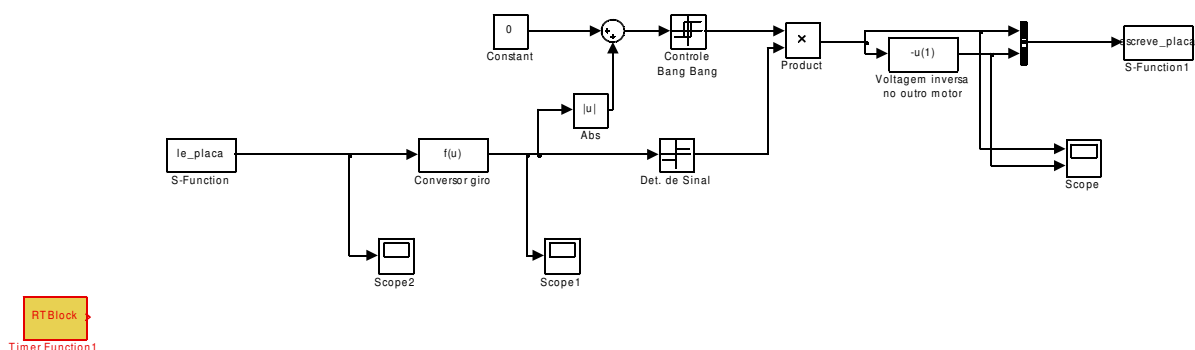 0
Constant
Controle
Bang Bang
×
Product
-u(1)
Voltagem inversa
no outro motor
escreve_placa
S-Function1
|u|
Abs
le_placa
S-Function
f(u)
Conversor giro
Det. de Sinal
Scope
Scope2
Scope1
RTBlock
Timer Function1